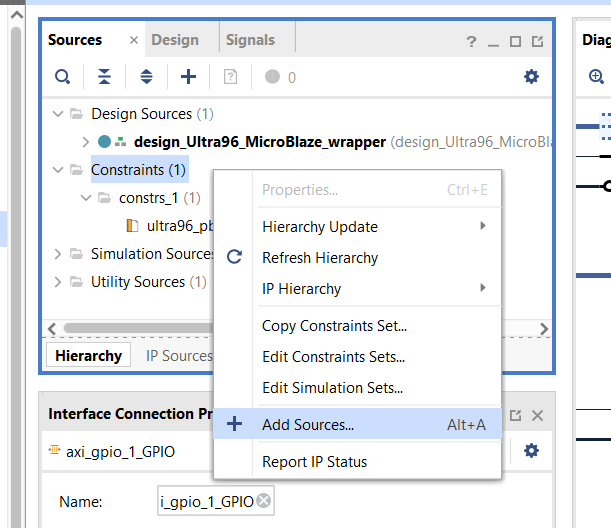 Sources × Design Signals ? Diag
0
Design Sources (1)
design_Ultra96_MicroBlaze_wrapper (design_Ultra96_MicroBla
Constraints (1)
Properties... Ctrl+E
constrs_1 (1)
ultra96_pb
Hierarchy Update
Simulation Sources
Refresh Hierarchy
Utility Sources (1)
IP Hierarchy
Copy Constraints Set...
Hierarchy IP Sources
Edit Constraints Sets...
Edit Simulation Sets...
Interface Connection Pr
Add Sources... Alt+A
axi_gpio_1_GPIO
Report IP Status
Name: i_gpio_1_GPIO